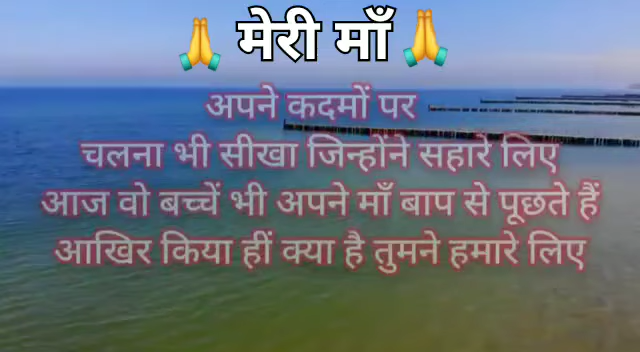 🙏 मेरी माँ 🙏
अपने कदमों पर
चलना भी सीखा जिन्होंने सहारे लिए
आज वो बच्चें भी अपने माँ बाप से पूछते हैं
आखिर किया हीं क्या है तुमने हमारे लिए